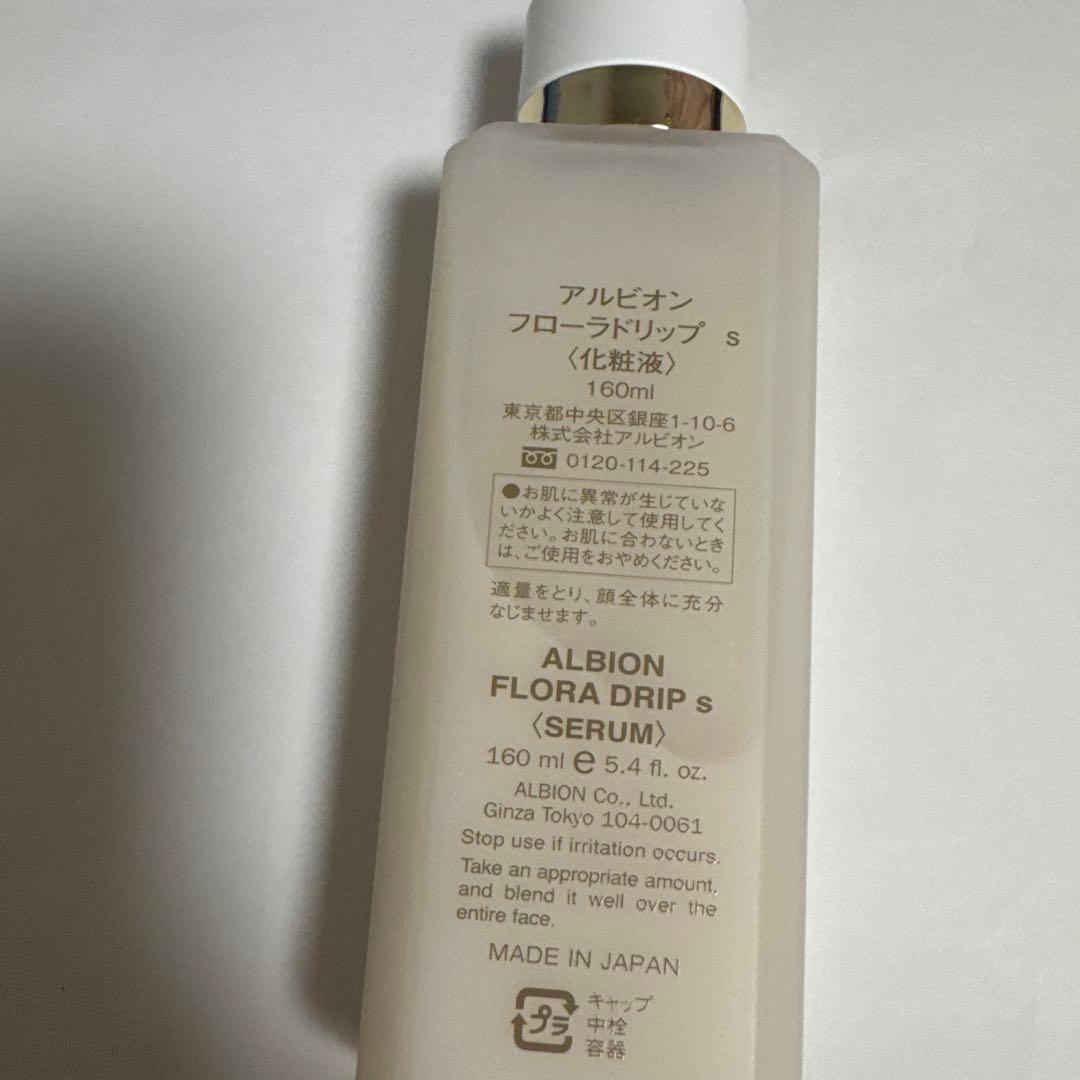 アルビオン
フローラドリップ s
〈化粧液〉
160ml
東京都中央区銀座1-10-6
株式会社アルビオン
0120-114-225
●お肌に異常が生じていな
いかよく注意して使用してく
ださい。お肌に合わないとき
は、ご使用をおやめください。
適量をとり、顔全体に充分
なじませます。
ALBION
FLORA DRIP s
〈SERUM〉
160 ml ℮ 5.4 fl. oz.
ALBION Co., Ltd.
Ginza Tokyo 104-0061
Stop use if irritation occurs.
Take an appropriate amount,
and blend it well over the
entire face.
MADE IN JAPAN
プラ
キャップ
中栓
容器